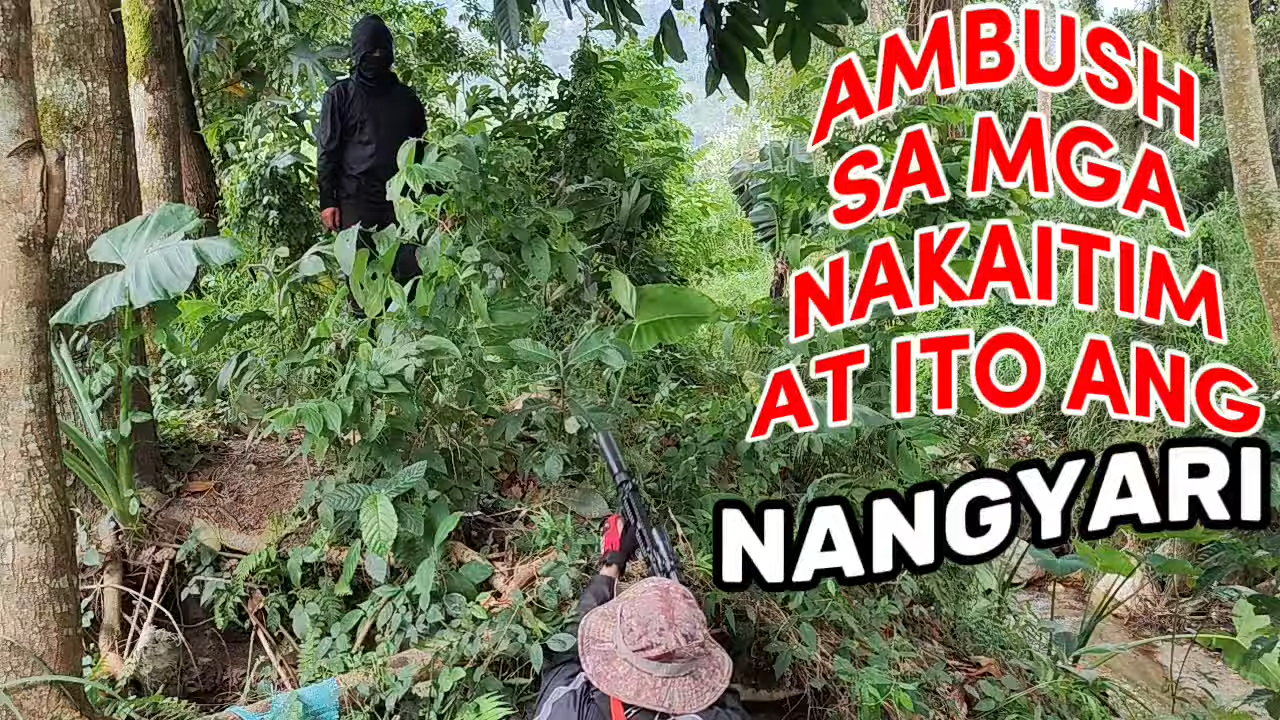 AMBUSH
SA MGA
NAKAITIM
AT ITO ANG
NANGYARI